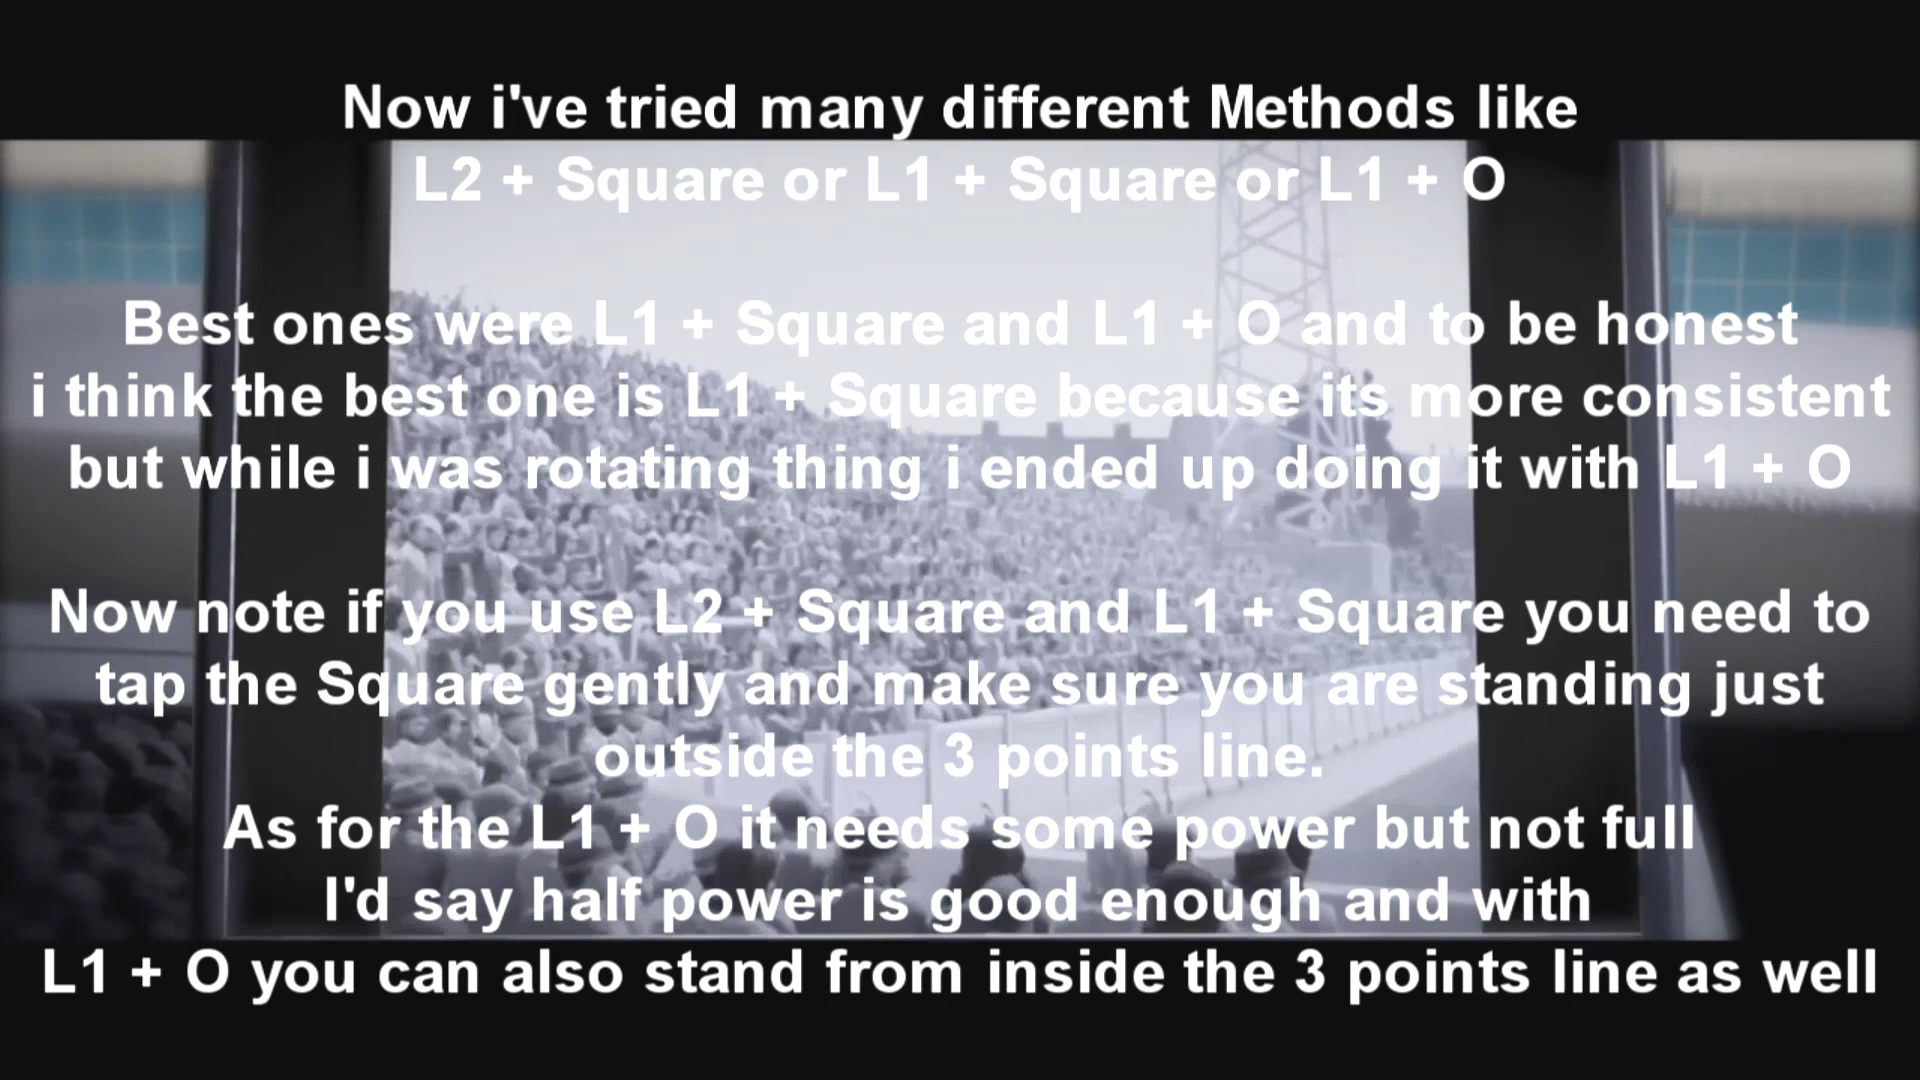 Now i've tried many different Methods like
L2 + Square or L1 + Square or L1 + O
Best ones were L1 + Square and L1 + O and to be honest
i think the best one is L1 + Square because its more consistent
but while i was rotating thing i ended up doing it with L1 + O
Now note if you use L2 + Square and L1 + Square you need to
tap the Square gently and make sure you are standing just
outside the 3 points line.
As for the L1 + O it needs some power but not full
I'd say half power is good enough and with
L1 + O you can also stand from inside the 3 points line as well